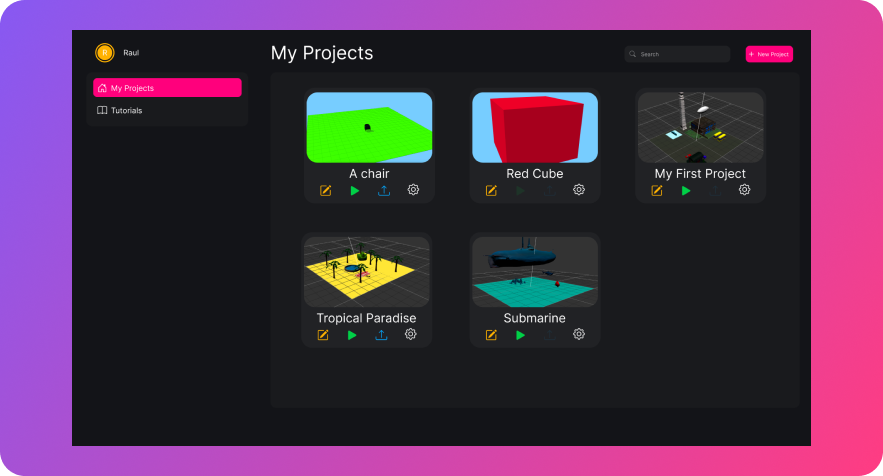 R
Raul
My Projects
Search
+ New Project
My Projects
Tutorials
A chair
Red Cube
My First Project
Tropical Paradise
Submarine